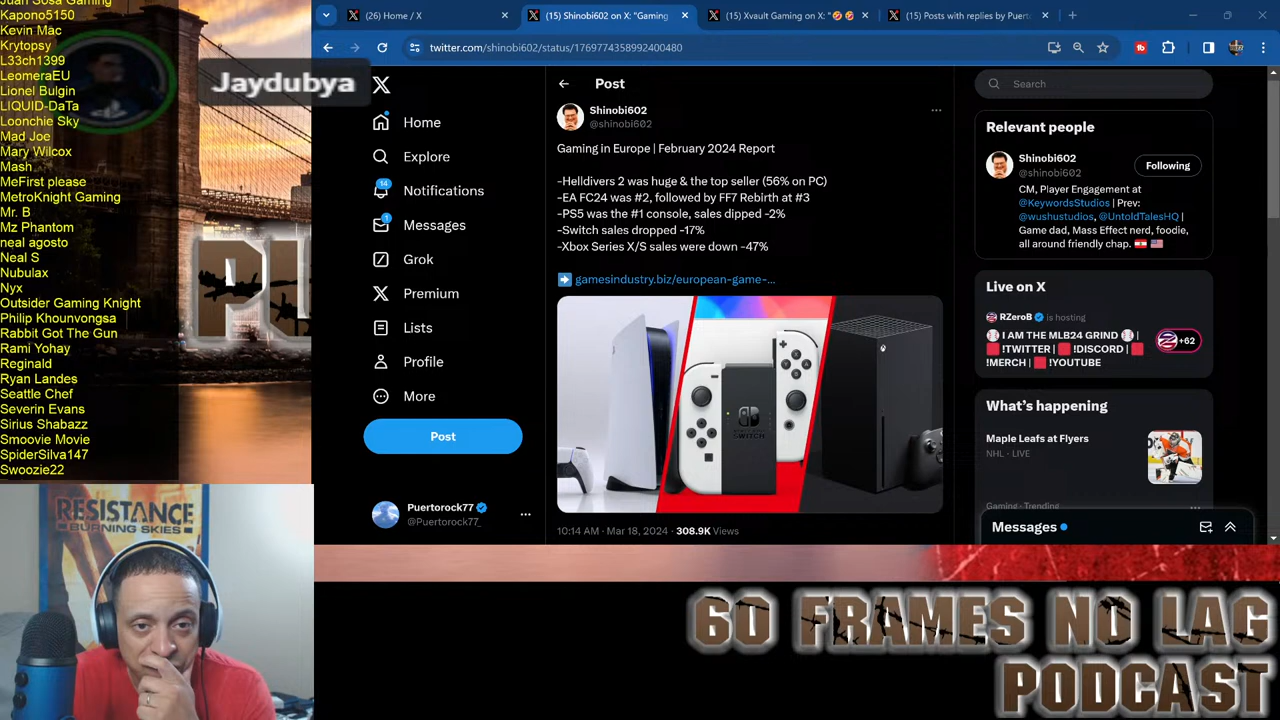 Juan Sosa Gaming
Kapono5150
Kevin Mac
Krytopsy
L33ch1399
LeomeraEU
Lionel Bulgin
LIQUID-DaTa
Loonchie Sky
Mad Joe
Mary Wilcox
Mash
MeFirst please
MetroKnight Gaming
Mr. B
Mz Phantom
neal agosto
Neal S
Nubulax
Nyx
Outsider Gaming Knight
Philip Khounvongsa
Rabbit Got The Gun
Rami Yohay
Reginald
Ryan Landes
Seattle Chef
Severin Evans
Sirius Shabazz
Smoovie Movie
SpiderSilva147
Swoozie22
Jaydubya
RESISTANCE
BURNING SKIES
(26) Home / X
(15) Shinobi602 on X: "Gaming
(15) Xvault Gaming on X: "🤣🤣
(15) Posts with replies by Puert
twitter.com/shinobi602/status/1769774358992400480
Home
Explore
14
Notifications
1
Messages
Grok
Premium
Lists
Profile
More
Post
Puertorock77
@Puertorock77_
Post
Shinobi602
@shinobi602
Gaming in Europe | February 2024 Report
-Helldivers 2 was huge & the top seller (56% on PC)
-EA FC24 was #2, followed by FF7 Rebirth at #3
-PS5 was the #1 console, sales dipped -2%
-Switch sales dropped -17%
-Xbox Series X/S sales were down -47%
➡️ gamesindustry.biz/european-game-...
SWITCH
10:14 AM · Mar 18, 2024 · 308.9K Views
Search
Relevant people
Shinobi602
@shinobi602
Following
CM, Player Engagement at
@KeywordsStudios | Prev:
@wushustudios, @UntoldTalesHQ |
Game dad, Mass Effect nerd, foodie,
all around friendly chap.
Live on X
RZeroB is hosting
⚾ I AM THE MLB24 GRIND ⚾ |
🟥 !TWITTER | 🟥 !DISCORD | 🟥
!MERCH | 🟥 !YOUTUBE
+62
What's happening
Maple Leafs at Flyers
NHL · LIVE
Gaming · Trending
Messages
60 FRAMES NO LAG
PODCAST